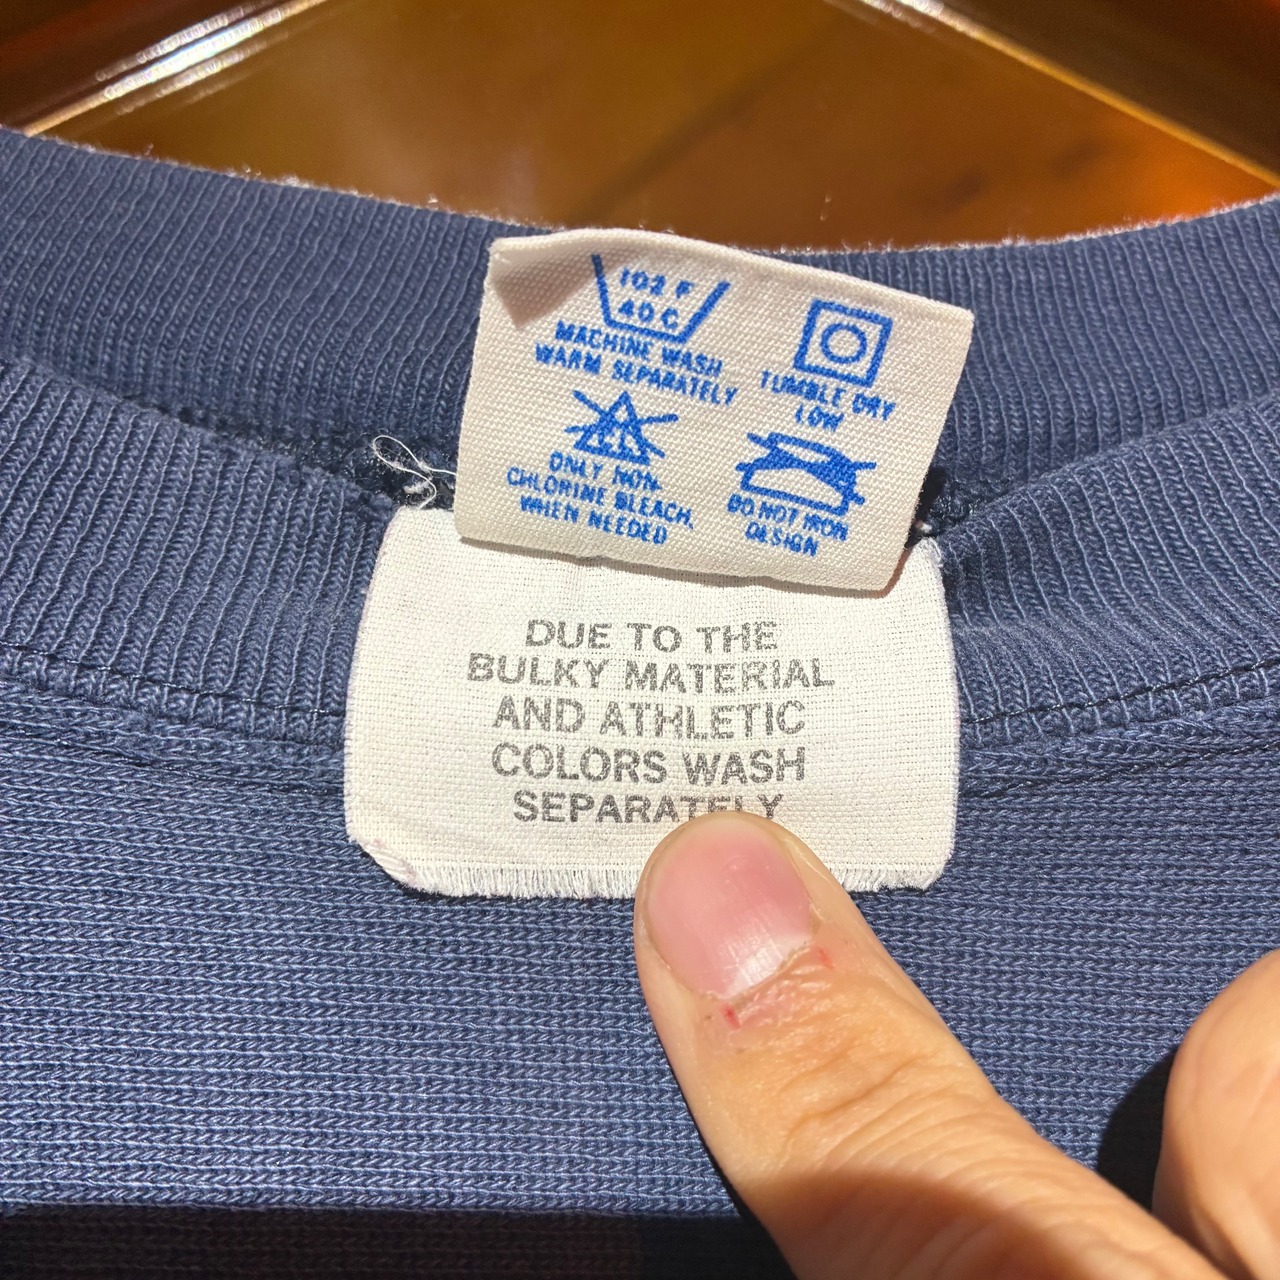 102 F
40 C
MACHINE WASH
WARM SEPARATELY
TUMBLE DRY
LOW
CL
ONLY NON-
CHLORINE BLEACH,
WHEN NEEDED
DO NOT IRON
DESIGN
DUE TO THE
BULKY MATERIAL
AND ATHLETIC
COLORS WASH
SEPARATELY